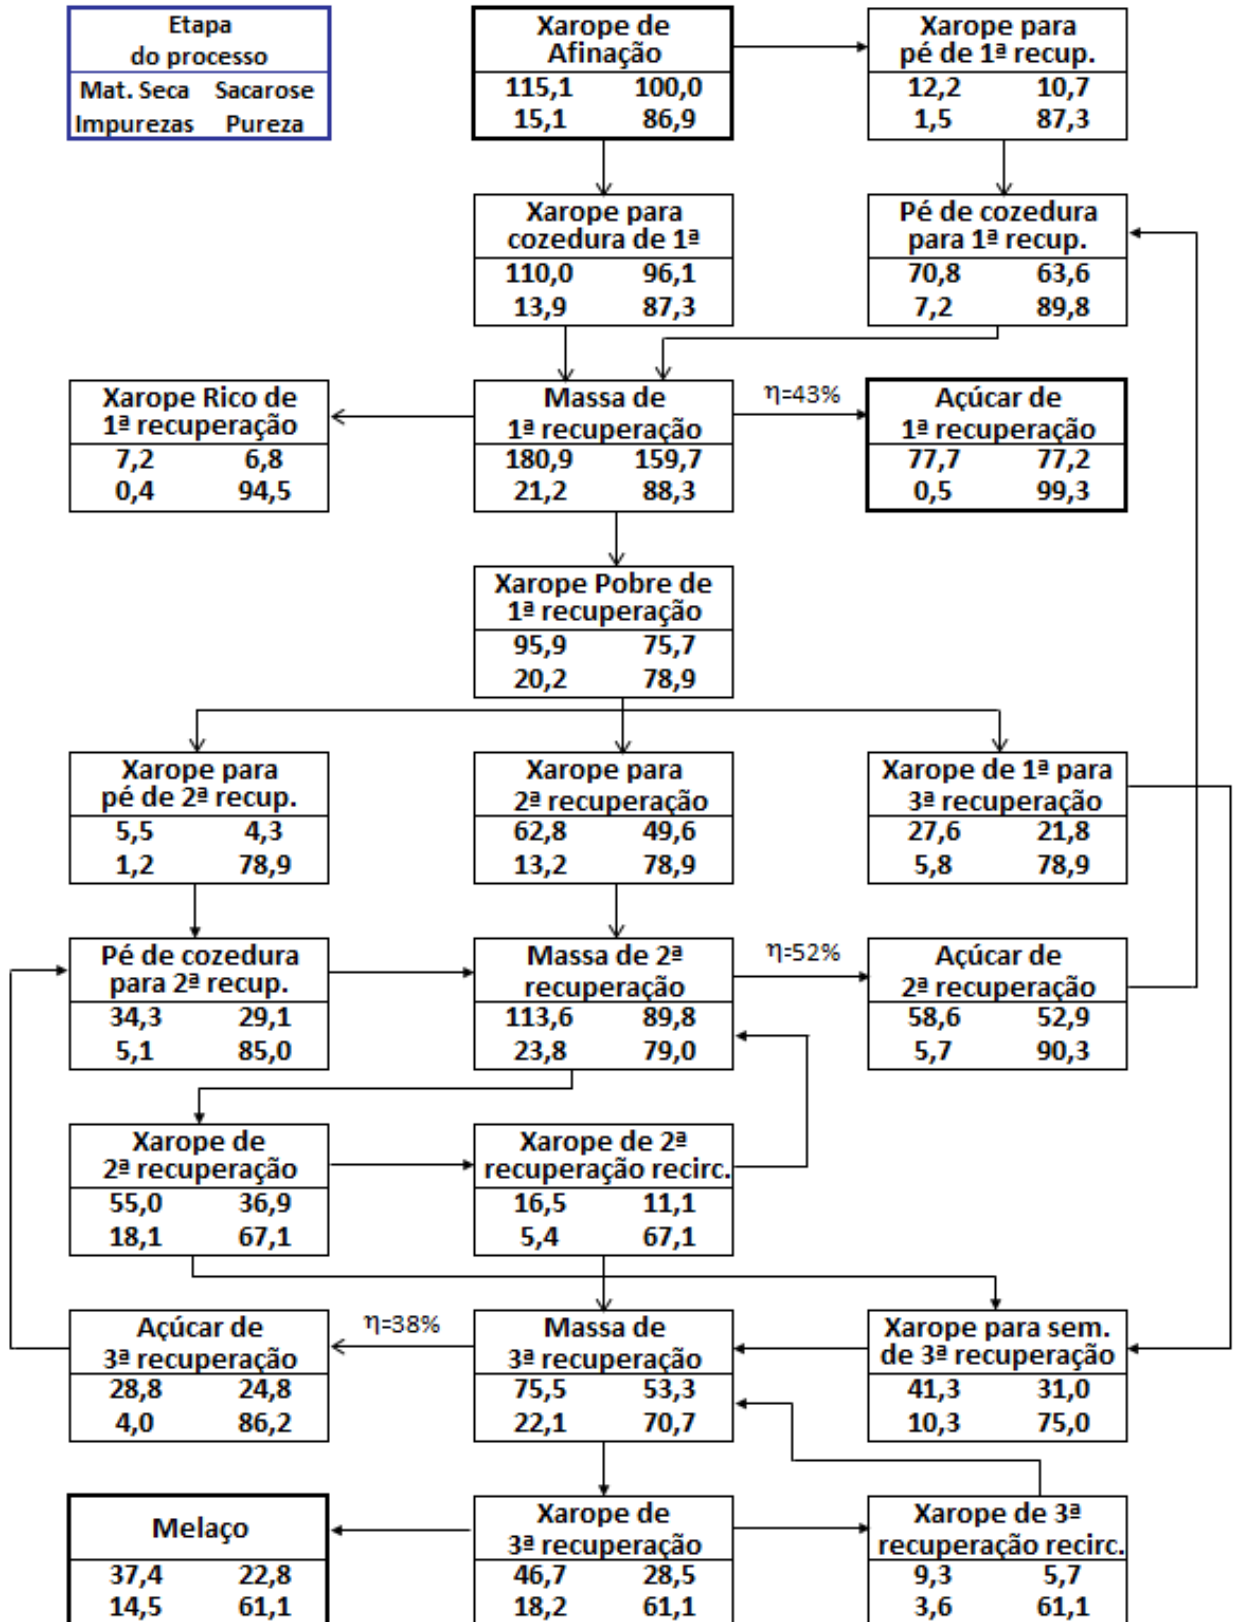 Etapa
do processo
Mat. Seca Sacarose
Impurezas Pureza
Xarope de
Afinação
115,1 100,0
15,1 86,9
Xarope para
pé de 1ª recup.
12,2 10,7
1,5 87,3
Xarope para
cozedura de 1ª
110,0 96,1
13,9 87,3
Pé de cozedura
para 1ª recup.
70,8 63,6
7,2 89,8
Xarope Rico de
1ª recuperação
7,2 6,8
0,4 94,5
Massa de
1ª recuperação
180,9 159,7
21,2 88,3
η=43%
Açúcar de
1ª recuperação
77,7 77,2
0,5 99,3
Xarope Pobre de
1ª recuperação
95,9 75,7
20,2 78,9
Xarope para
pé de 2ª recup.
5,5 4,3
1,2 78,9
Xarope para
2ª recuperação
62,8 49,6
13,2 78,9
Xarope de 1ª para
3ª recuperação
27,6 21,8
5,8 78,9
Pé de cozedura
para 2ª recup.
34,3 29,1
5,1 85,0
Massa de 2ª
recuperação
113,6 89,8
23,8 79,0
η=52%
Açúcar de
2ª recuperação
58,6 52,9
5,7 90,3
Xarope de
2ª recuperação
55,0 36,9
18,1 67,1
Xarope de 2ª
recuperação recirc.
16,5 11,1
5,4 67,1
Açúcar de
3ª recuperação
28,8 24,8
4,0 86,2
η=38%
Massa de
3ª recuperação
75,5 53,3
22,1 70,7
Xarope para sem.
de 3ª recuperação
41,3 31,0
10,3 75,0
Melaço
37,4 22,8
14,5 61,1
Xarope de
3ª recuperação
46,7 28,5
18,2 61,1
Xarope de 3ª
recuperação recirc.
9,3 5,7
3,6 61,1